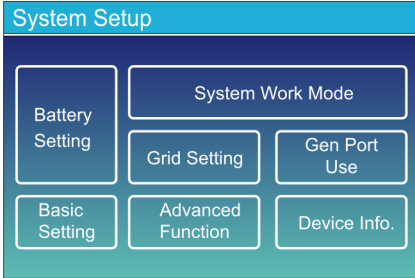 System Setup
Battery
Setting
System Work Mode
Grid Setting
Gen Port
Use
Basic
Setting
Advanced
Function
Device Info.